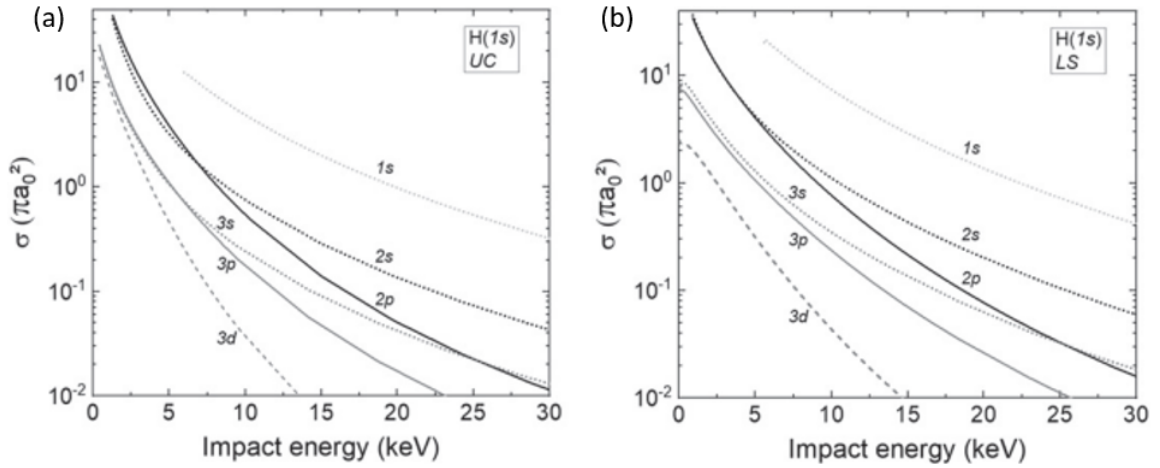 (a)
H(1s)
UC
10¹
10⁰
10⁻¹
10⁻²
σ (πa₀²)
1s
2s
2p
3s
3p
3d
0 5 10 15 20 25 30
Impact energy (keV)
(b)
H(1s)
LS
10¹
10⁰
10⁻¹
10⁻²
σ (πa₀²)
1s
2s
2p
3s
3p
3d
0 5 10 15 20 25 30
Impact energy (keV)